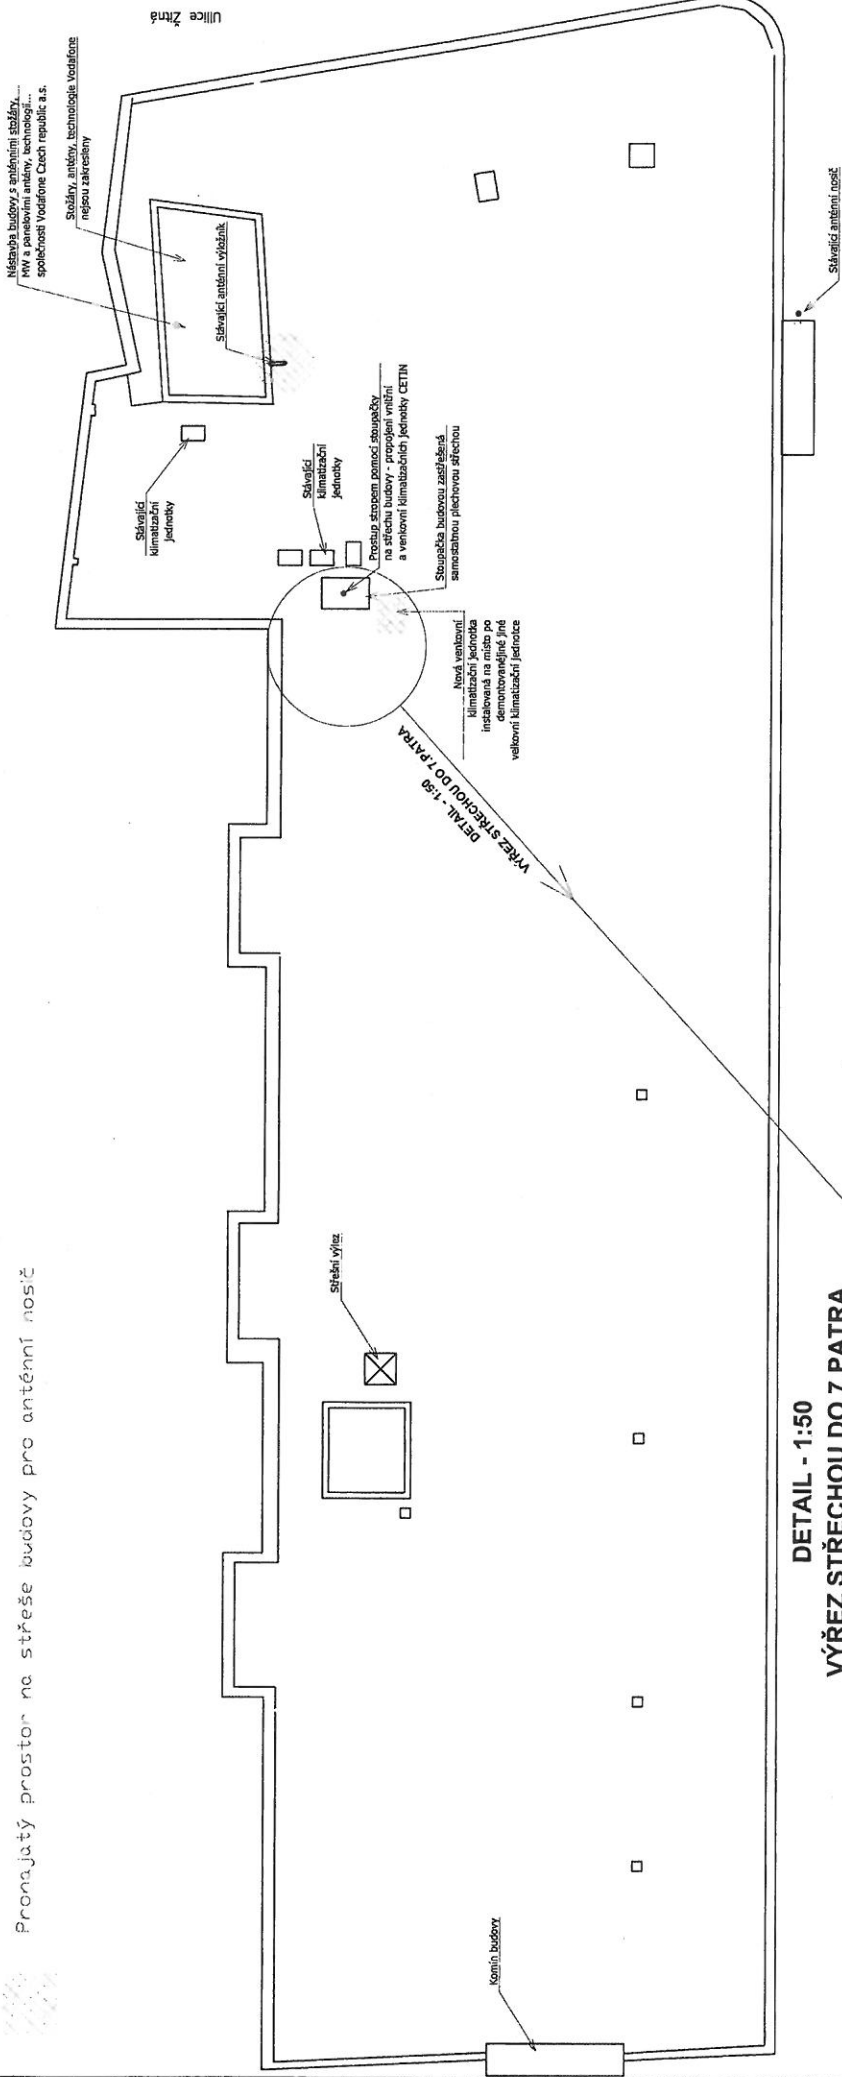 Pronajatý prostor na střeše budovy pro anténní nosič
Ulice Žitná
Nástavba budovy s anténními stožáry,
MW a panelovími antény, technologií...
společnosti Vodafone Czech republic a.s.
Stožáry, antény, technologie Vodafone
nejsou zakresleny
Stávající anténní výložník
Stávající
klimatizační
jednotky
Stávající
klimatizační
jednotky
Prostup stropem pomocí stoupačky
na střechu budovy - propojení vnitřní
a venkovní klimatizačních jednotky CETIN
Stoupačka budovou zastřešená
samostatnou plechovou střechou
Nová venkovní
klimatizační jednotka
instalovaná na místo po
demontovanějiné jiné
velkovní klimatizační jednotce
DETAIL - 1:50
VÝŘEZ STŘECHOU DO 7.PATRA
Stávající anténní nosič
Střešní výlez
Komín budovy
DETAIL - 1:50
VÝŘEZ STŘECHOU DO 7 PATRA